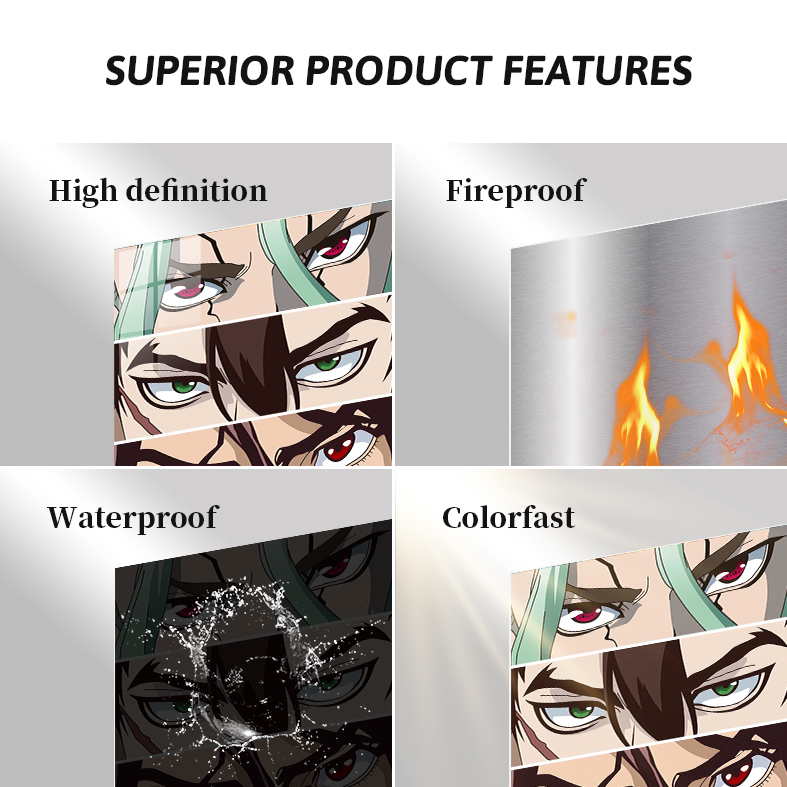 SUPERIOR PRODUCT FEATURES
High definition
Fireproof
Waterproof
Colorfast